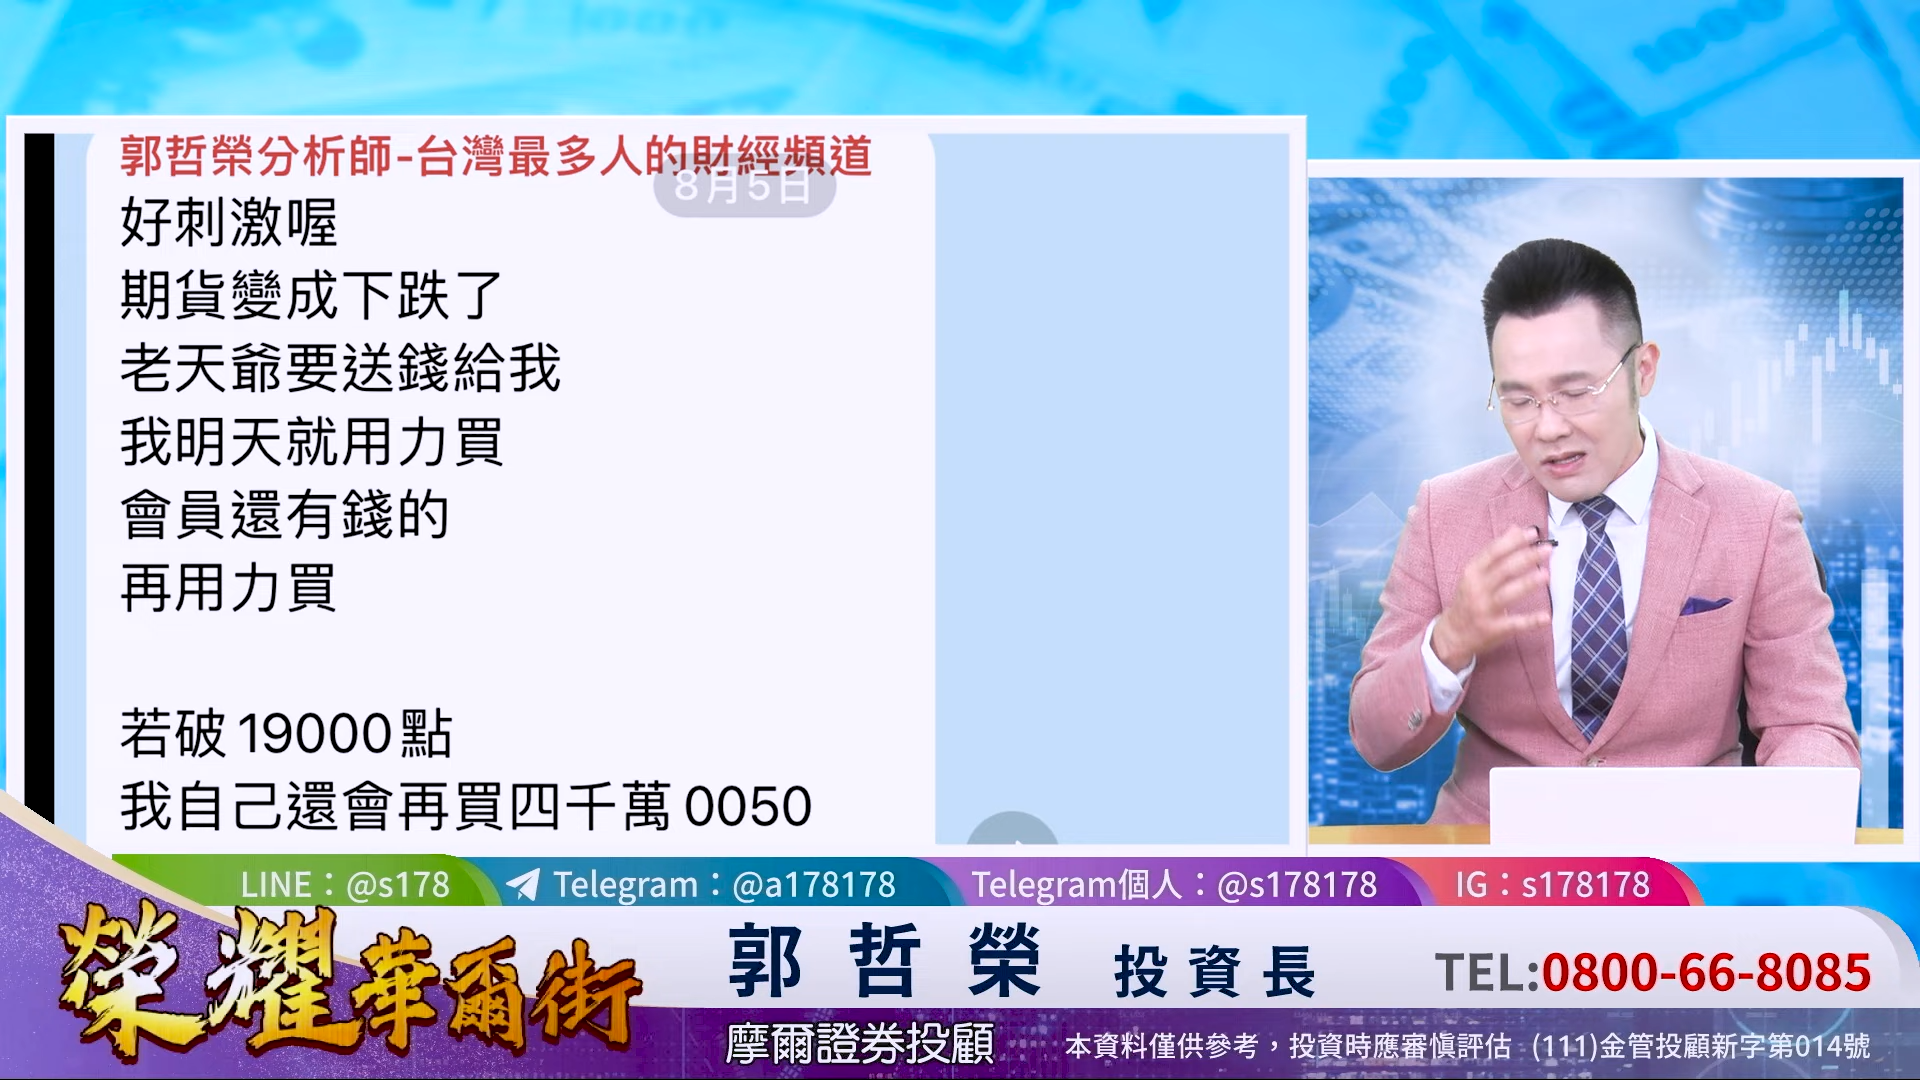 郭哲榮分析師-台灣最多人的財經頻道
8月5日
好刺激喔
期貨變成下跌了
老天爺要送錢給我
我明天就用力買
會員還有錢的
再用力買
若破19000點
我自己還會再買四千萬0050
LINE：@s178 Telegram：@a178178 Telegram個人：@s178178 IG：s178178
榮耀華爾街
郭哲榮 投資長 TEL:0800-66-8085
摩爾證券投顧 本資料僅供參考，投資時應審慎評估 (111)金管投顧新字第014號